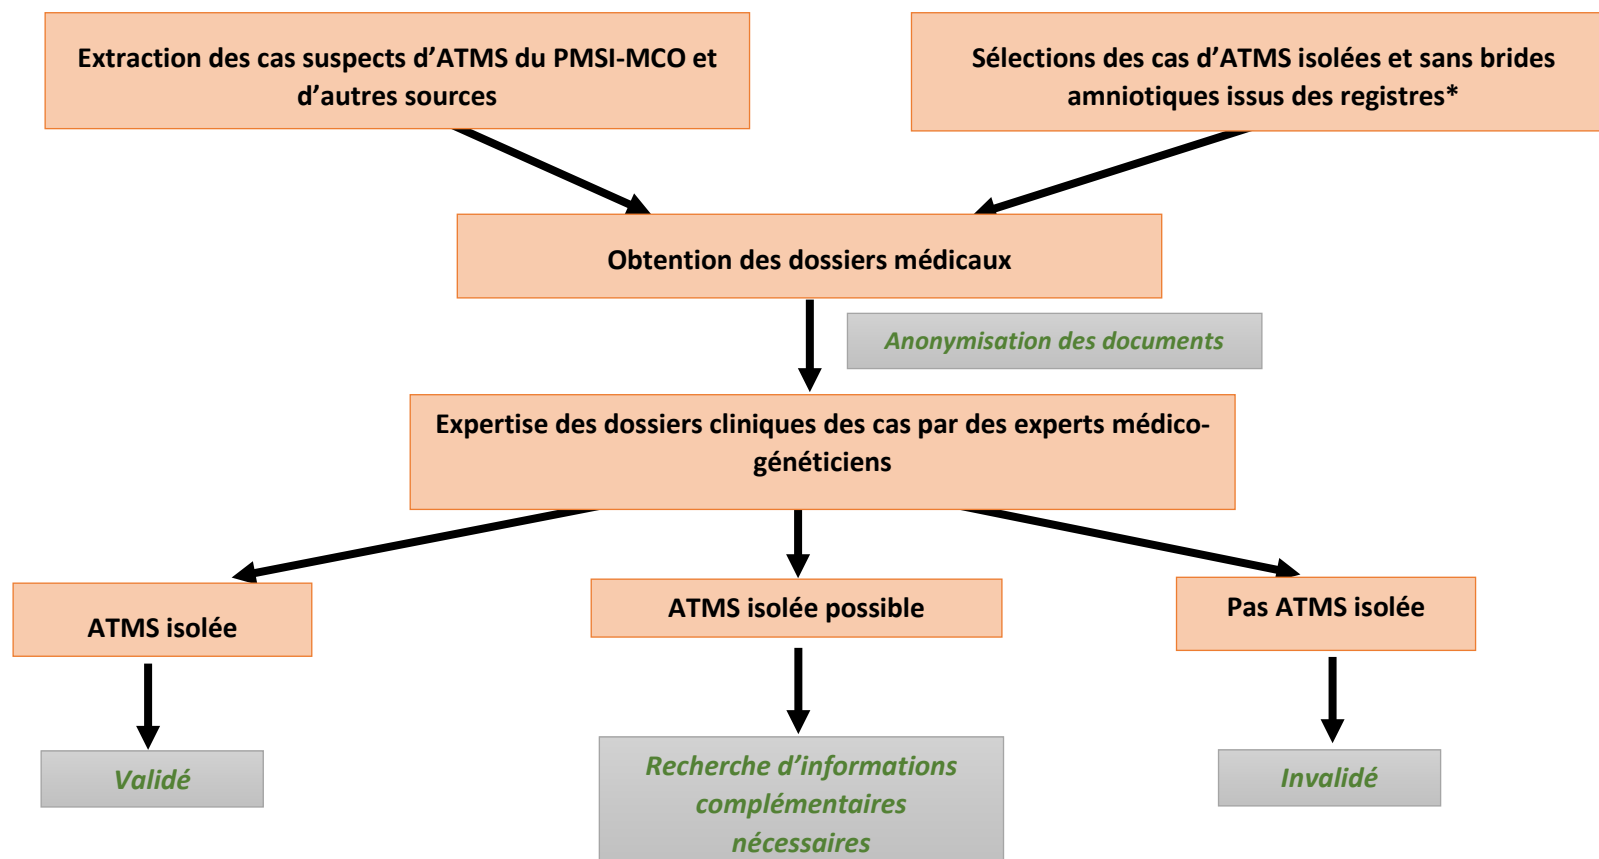 Extraction des cas suspects d’ATMS du PMSI-MCO et
d’autres sources
Sélections des cas d’ATMS isolées et sans brides
amniotiques issus des registres*
Obtention des dossiers médicaux
Anonymisation des documents
Expertise des dossiers cliniques des cas par des experts médico-
généticiens
ATMS isolée
ATMS isolée possible
Pas ATMS isolée
Validé
Recherche d’informations
complémentaires
nécessaires
Invalidé